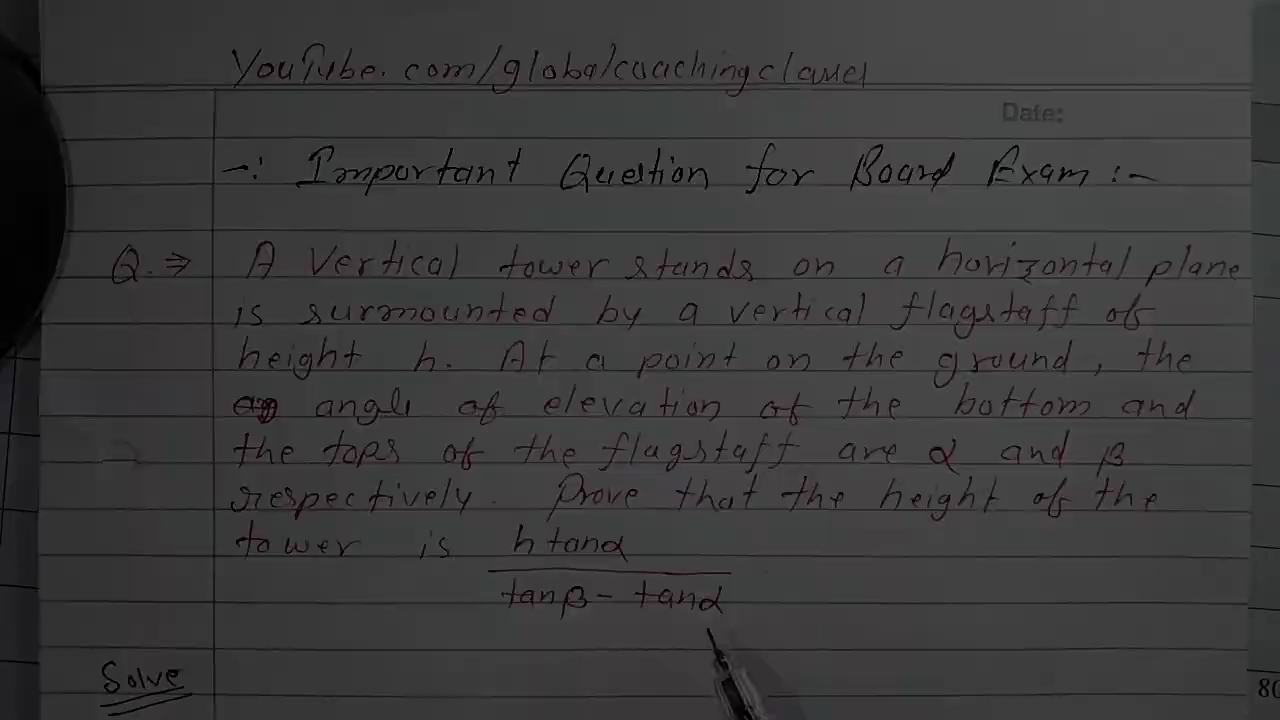 YouTube.com/globalcoachingclasses
Date:
-: Important Question for Board Exam :-
Q. ⇒ A vertical tower stands on a horizontal plane
is surmounted by a vertical flagstaff of
height h. At a point on the ground, the
angle of elevation of the bottom and
the tops of the flagstaff are α and β
respectively. Prove that the height of the
tower is h tanα
tanβ - tanα
Solve
80